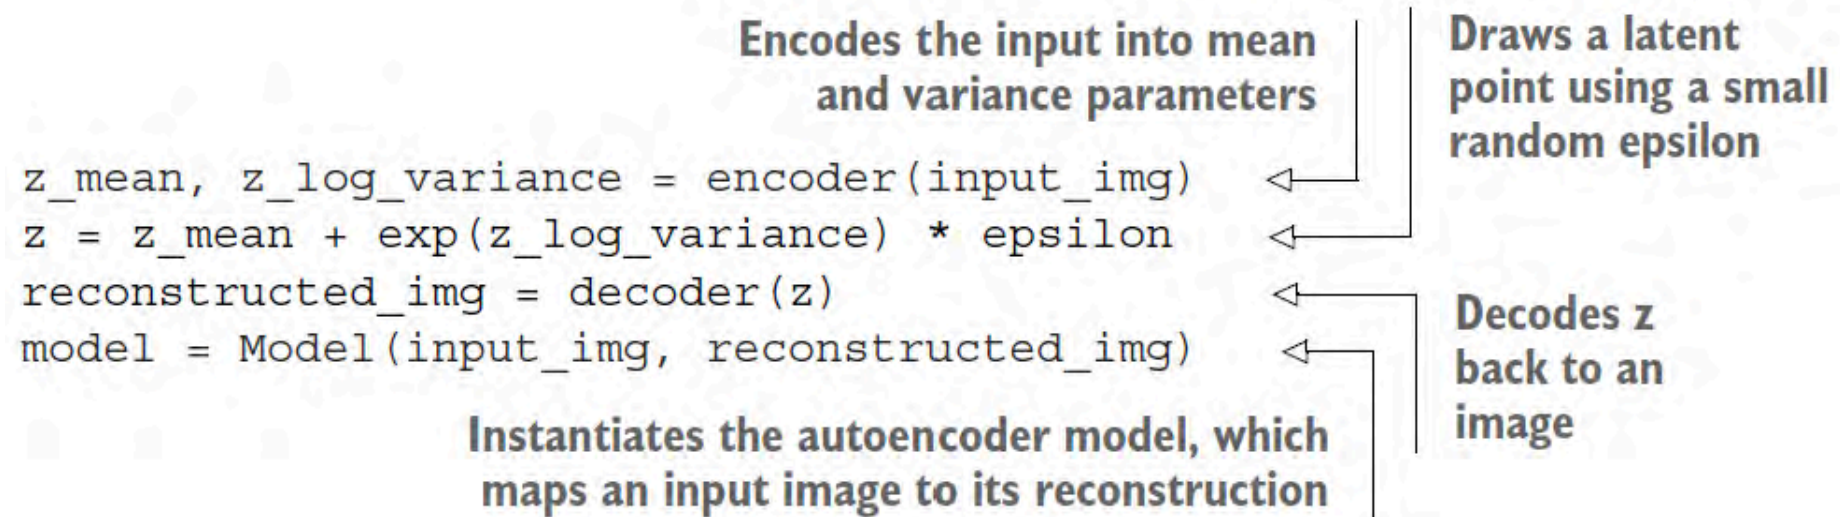 Encodes the input into mean
and variance parameters
Draws a latent
point using a small
random epsilon
z_mean, z_log_variance = encoder(input_img)
z = z_mean + exp(z_log_variance) * epsilon
reconstructed_img = decoder(z)
model = Model(input_img, reconstructed_img)
Decodes z
back to an
image
Instantiates the autoencoder model, which
maps an input image to its reconstruction